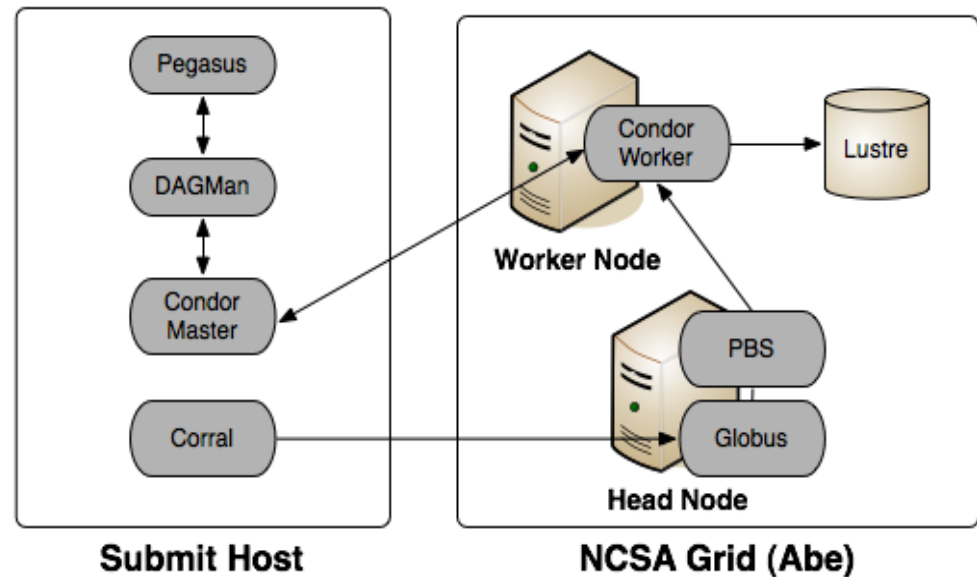 Pegasus
DAGMan
Condor
Master
Corral
Submit Host
Condor
Worker
Lustre
Worker Node
PBS
Globus
Head Node
NCSA Grid (Abe)